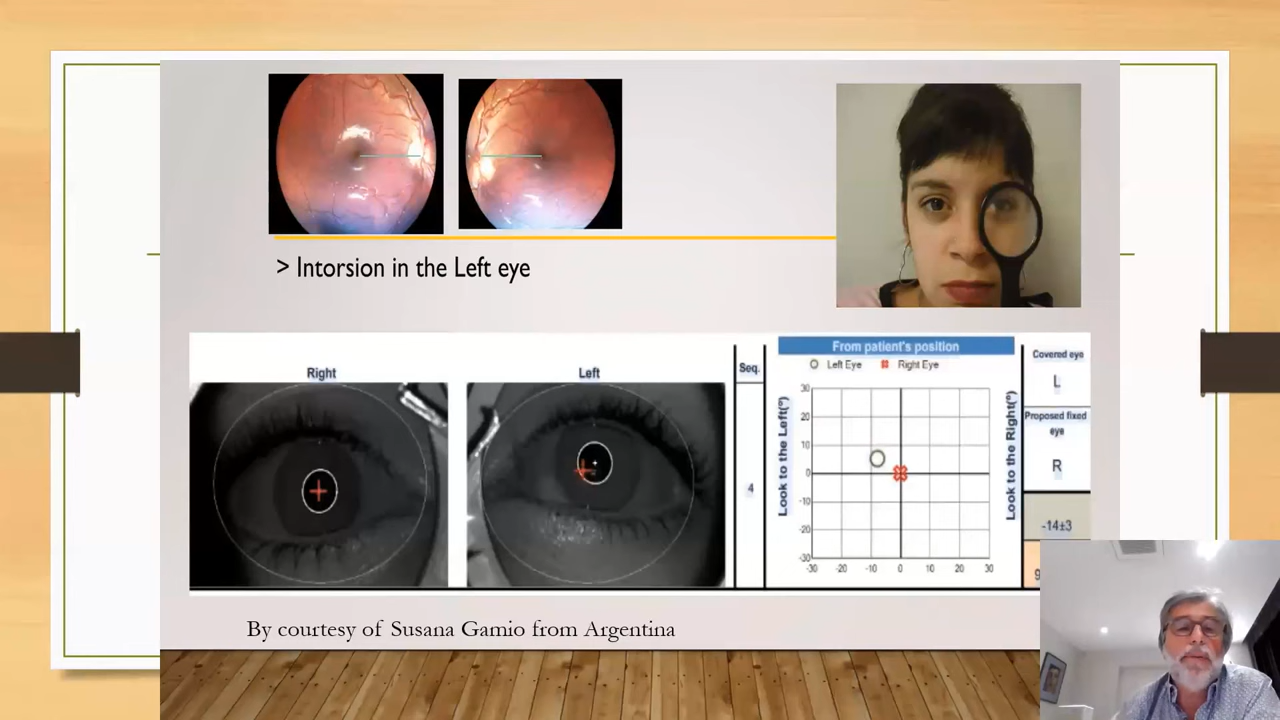 > Intorsion in the Left eye
Right
Left
Seq.
4
From patient's position
Left Eye
Right Eye
Look to the Left(º)
30
20
10
0
-10
-20
-30
-30
-20
-10
0
10
20
30
Look to the Right(º)
Covered eye
L
Proposed fixed
eye
R
-14±3
9
By courtesy of Susana Gamio from Argentina